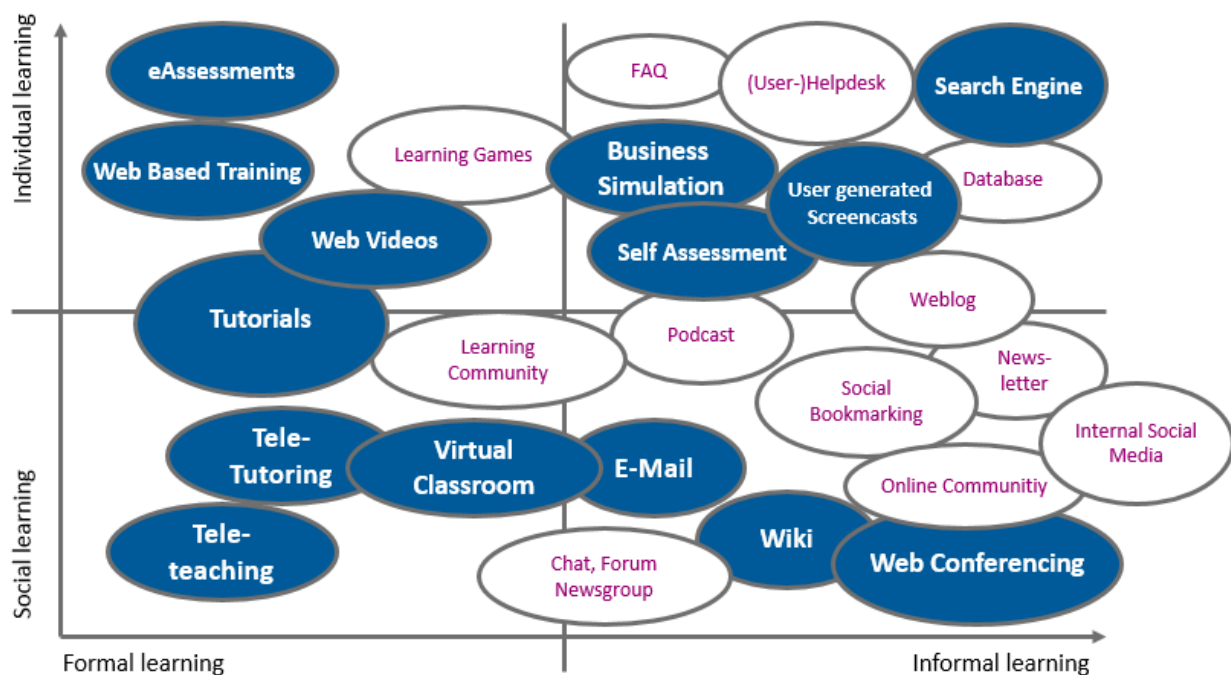 Individual learning
Social learning
eAssessments
FAQ
(User-)Helpdesk
Search Engine
Web Based Training
Learning Games
Business
Simulation
User generated
Screencasts
Database
Web Videos
Self Assessment
Tutorials
Weblog
Learning
Community
Podcast
News-
letter
Social
Bookmarking
Internal Social
Media
Tele-
Tutoring
Virtual
Classroom
E-Mail
Online Communitiy
Tele-
teaching
Chat, Forum
Newsgroup
Wiki
Web Conferencing
Formal learning
Informal learning